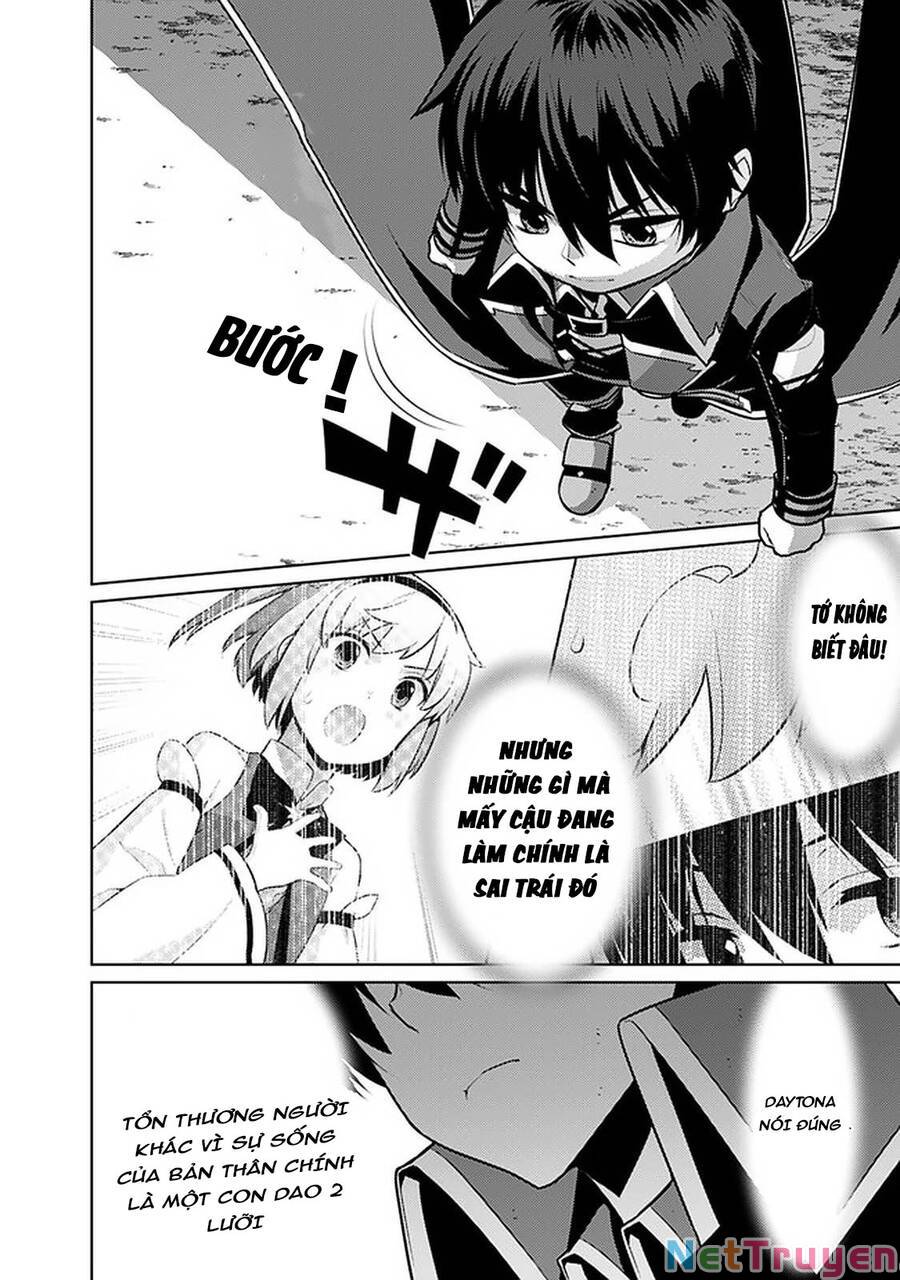 BƯỚC !
ザ
TỚ KHÔNG
BIẾT ĐÂU!
NHƯNG
NHỮNG GÌ MÀ
MẤY CẬU ĐANG
LÀM CHÍNH LÀ
SAI TRÁI ĐÓ
DAYTONA
NÓI ĐÚNG .
TỔN THƯƠNG NGƯỜI
KHÁC VÌ SỰ SỐNG
CỦA BẢN THÂN CHÍNH
LÀ MỘT CON DAO 2
LƯỠI
NetTruyen